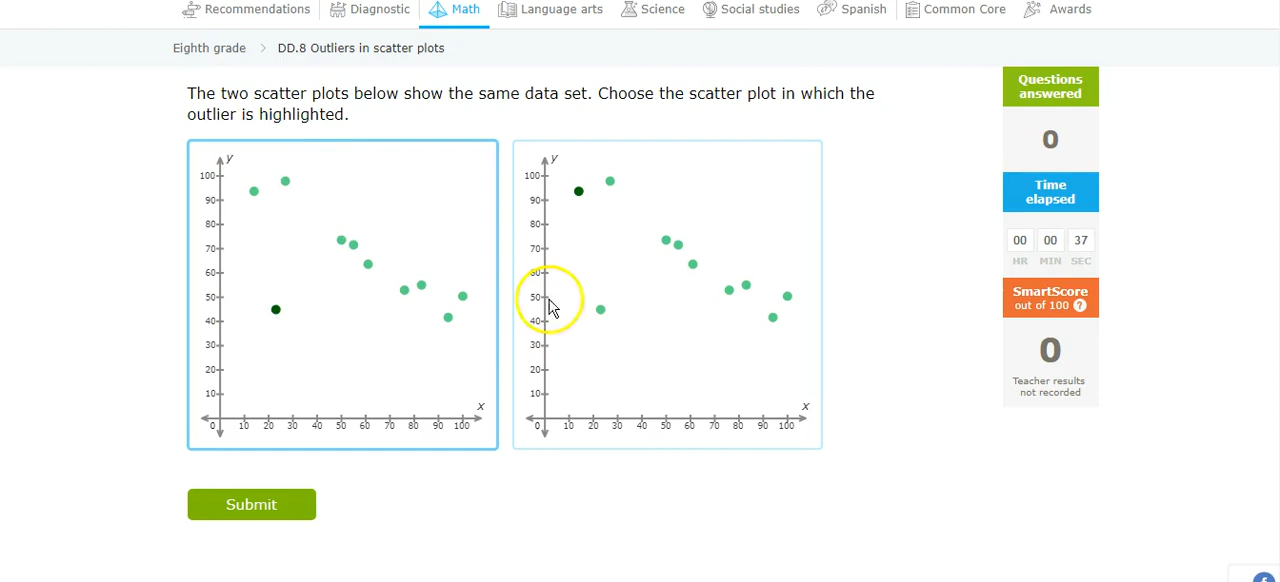 Recommendations Diagnostic Math Language arts Science Social studies Spanish Common Core Awards
Eighth grade > DD.8 Outliers in scatter plots
The two scatter plots below show the same data set. Choose the scatter plot in which the
outlier is highlighted.
y
100
90
80
70
60
50
40
30
20
10
0 10 20 30 40 50 60 70 80 90 100
x
y
100
90
80
70
60
50
40
30
20
10
0 10 20 30 40 50 60 70 80 90 100
x
Submit
Questions
answered
0
Time
elapsed
00 00 37
HR MIN SEC
SmartScore
out of 100 ?
0
Teacher results
not recorded